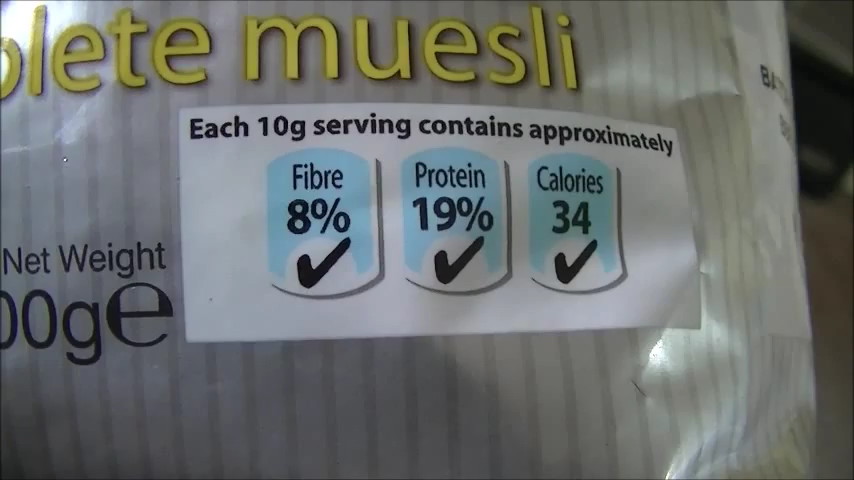 plete muesli
Each 10g serving contains approximately
Fibre
8%
Protein
19%
Calories
34
Net Weight
00g e